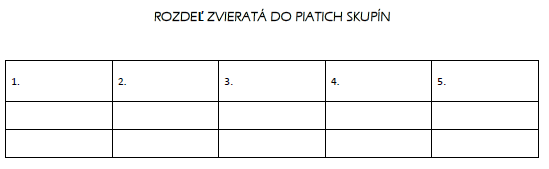 ROZDEĽ ZVIERATÁ DO PIATICH SKUPÍN
1. 2. 3. 4. 5.